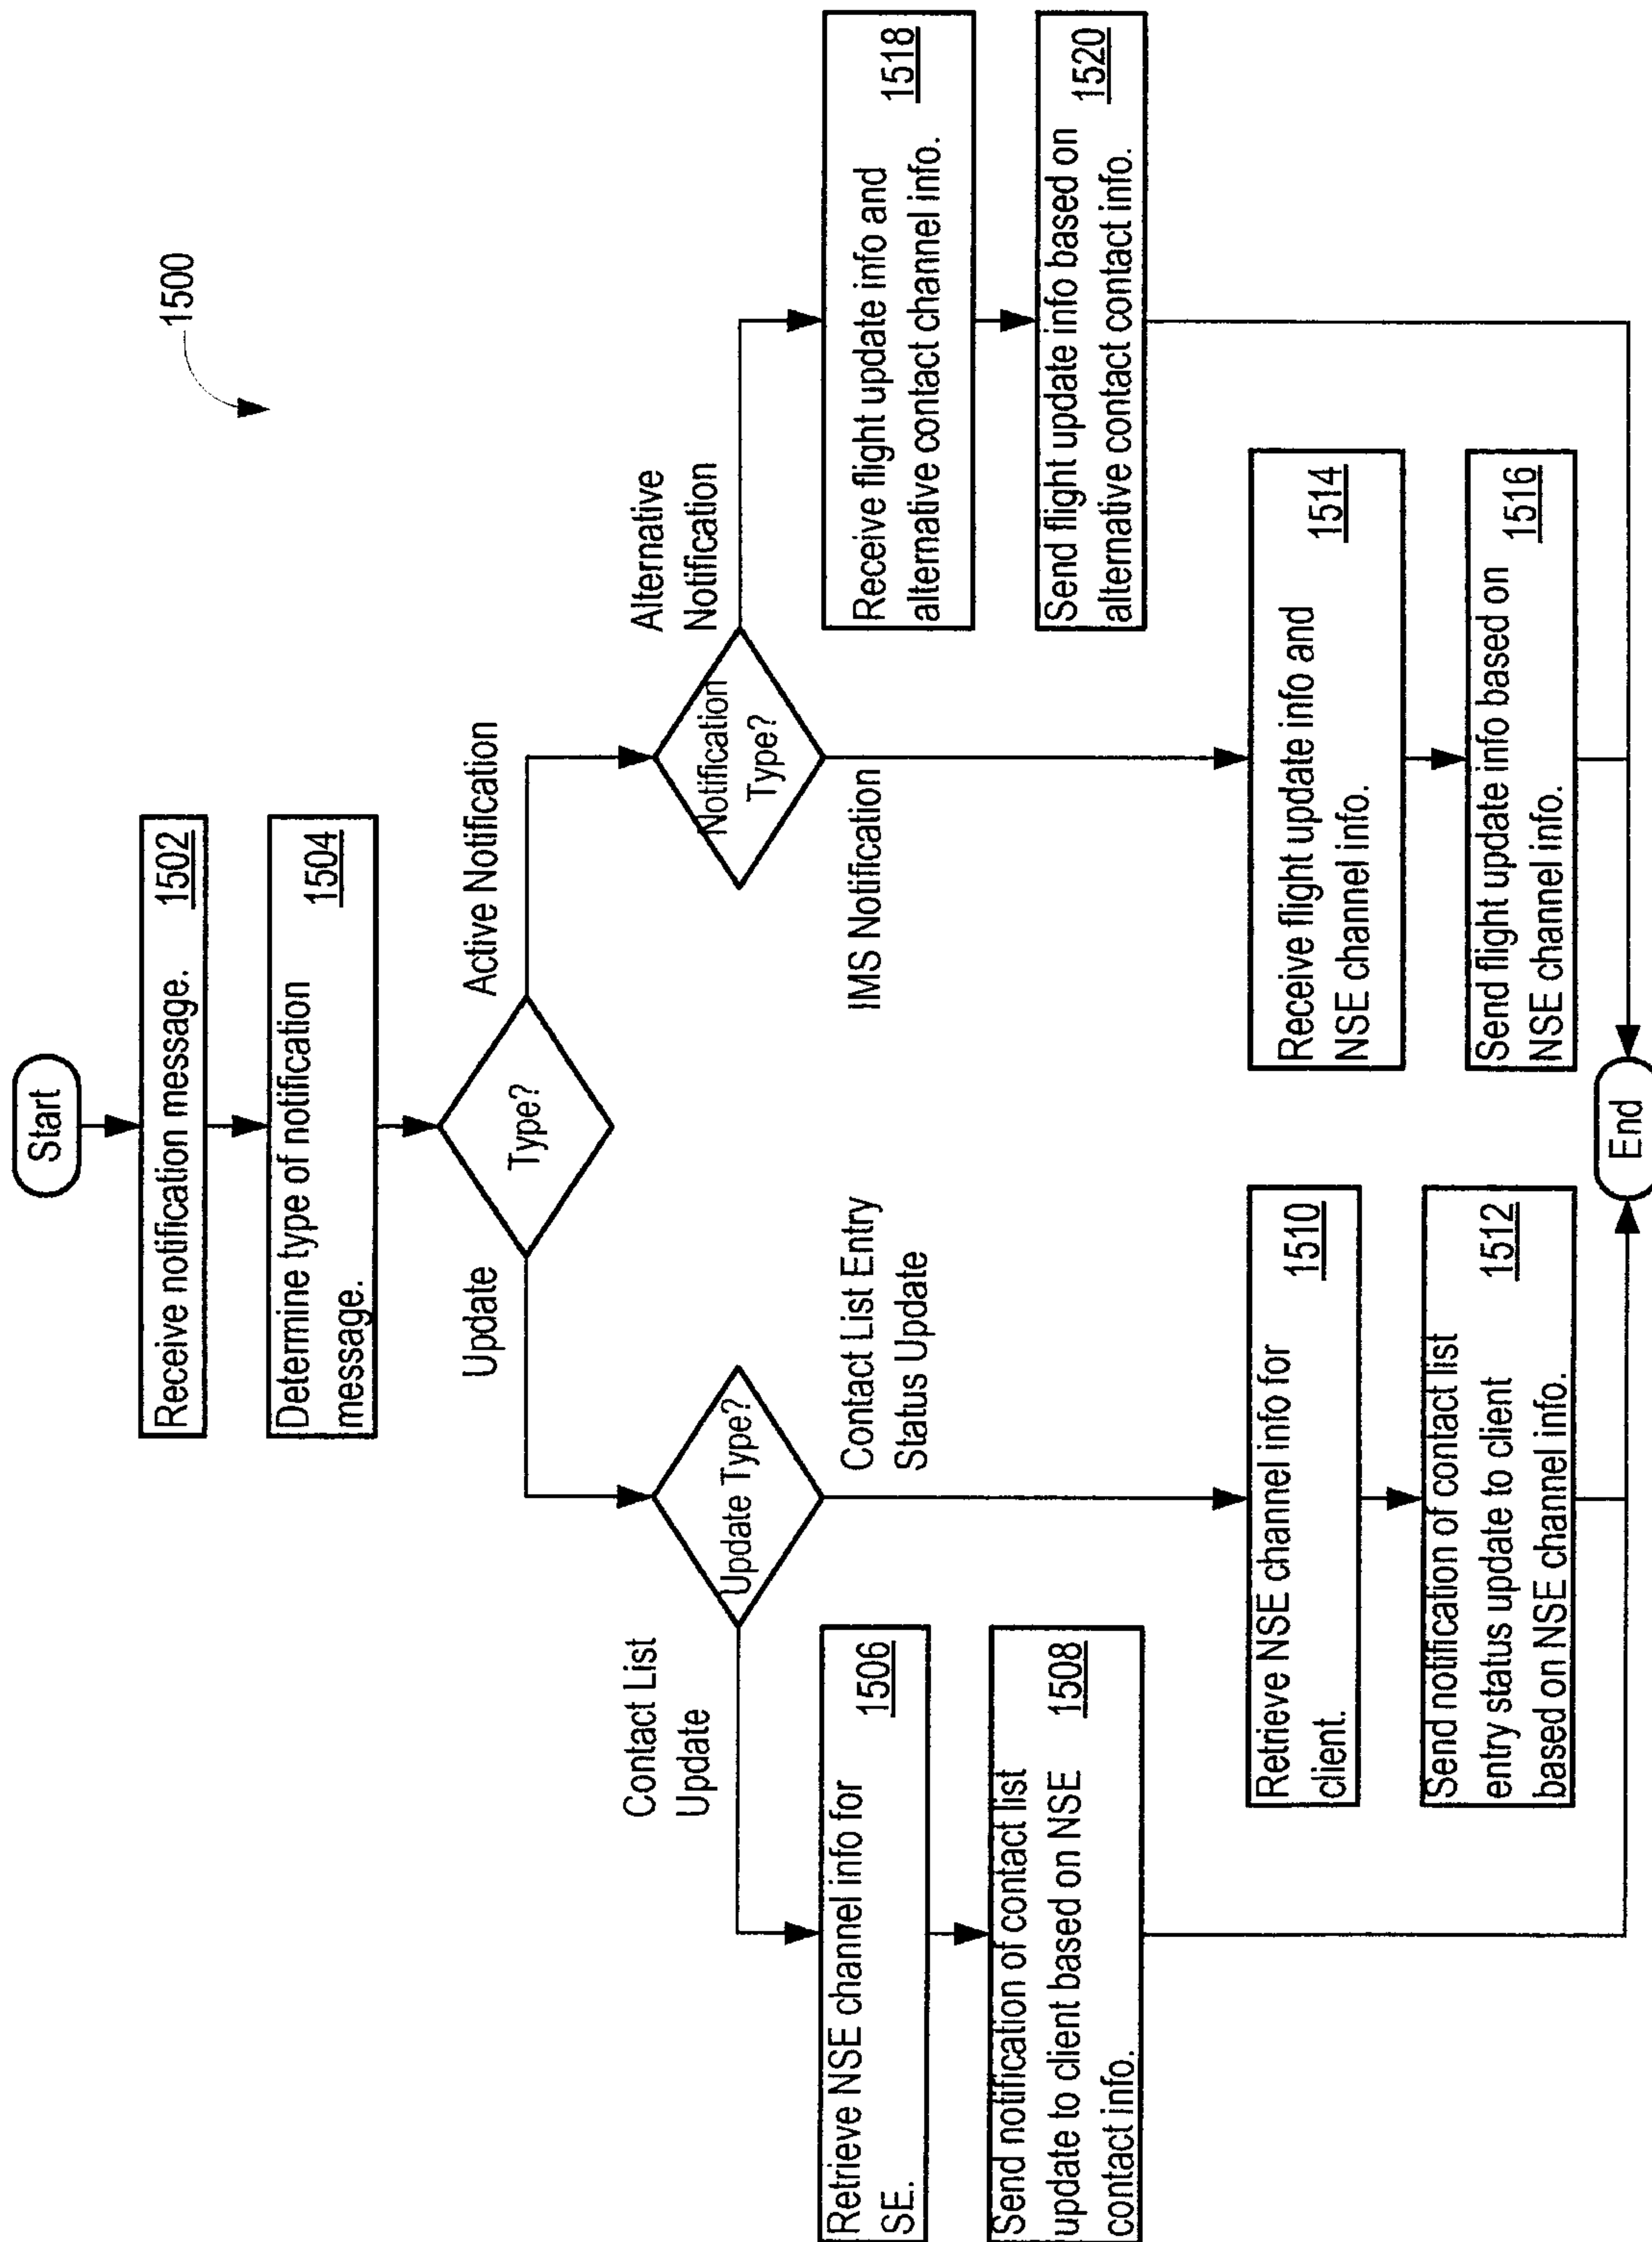 1500
Start
Receive notification message. 1502
Determine type of notification
message. 1504
Type?
Update
Active Notification
Update Type?
Notification
Type?
Contact List
Update
Contact List Entry
Status Update
IMS Notification
Alternative
Notification
Retrieve NSE channel info for
SE. 1506
Send notification of contact list
update to client based on NSE
contact info. 1508
Retrieve NSE channel info for
client. 1510
Send notification of contact list
entry status update to client
based on NSE channel info. 1512
Receive flight update info and
NSE channel info. 1514
Send flight update info based on
NSE channel info. 1516
Receive flight update info and
alternative contact channel info. 1518
Send flight update info based on
alternative contact contact info. 1520
End